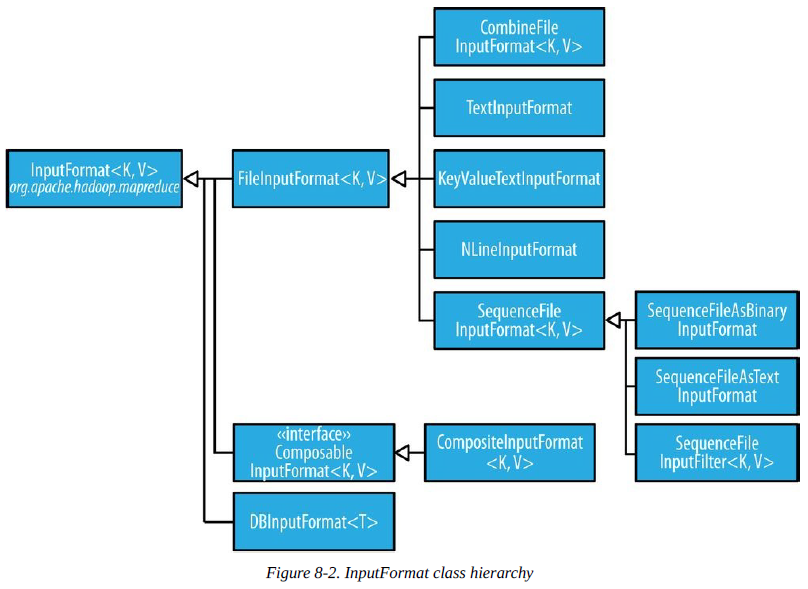 CombineFile
InputFormat<K, V>
TextInputFormat
InputFormat<K, V>
org.apache.hadoop.mapreduce
FileInputFormat<K, V>
KeyValueTextInputFormat
NLineInputFormat
SequenceFile
InputFormat<K, V>
SequenceFileAsBinary
InputFormat
SequenceFileAsText
InputFormat
«interface»
Composable
InputFormat<K, V>
CompositeInputFormat
<K, V>
SequenceFile
InputFilter<K, V>
DBInputFormat<T>
Figure 8-2. InputFormat class hierarchy